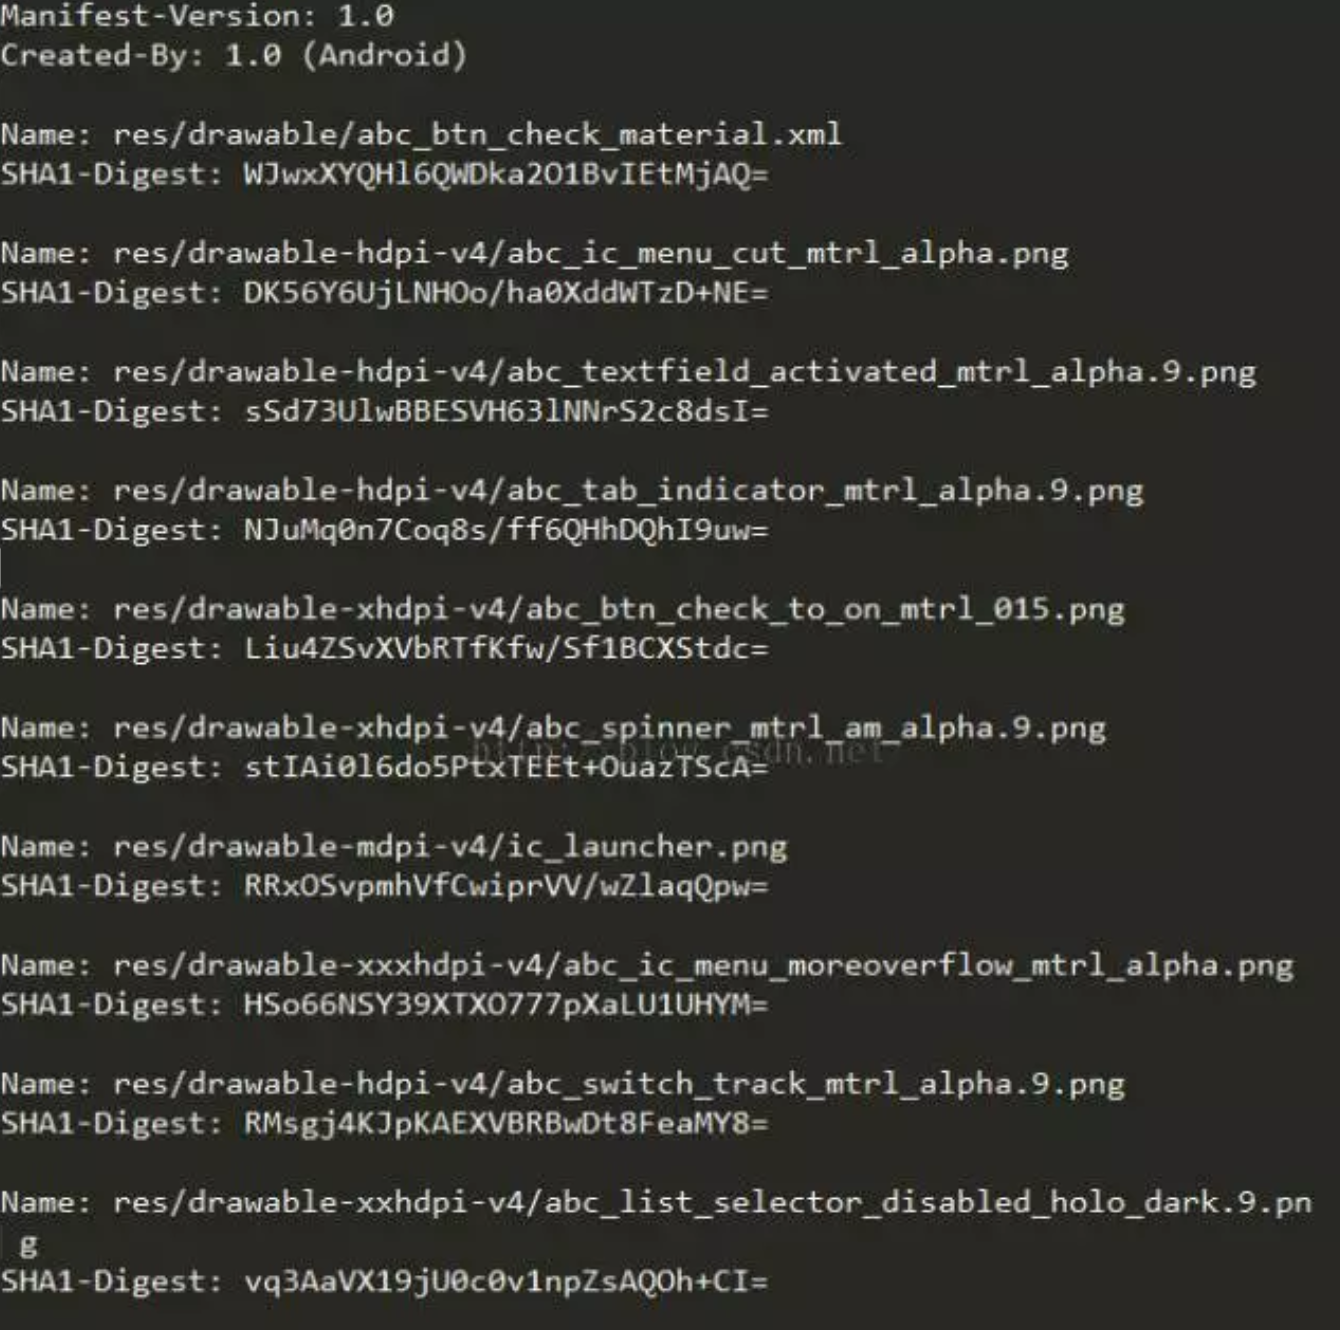 Manifest-Version: 1.0
Created-By: 1.0 (Android)
Name: res/drawable/abc_btn_check_material.xml
SHA1-Digest: WJwxXYQHl6QWDka2O1BvIEtMjAQ=
Name: res/drawable-hdpi-v4/abc_ic_menu_cut_mtrl_alpha.png
SHA1-Digest: DK56Y6UjLNHOo/ha0XddWTzD+NE=
Name: res/drawable-hdpi-v4/abc_textfield_activated_mtrl_alpha.9.png
SHA1-Digest: sSd73UlwBBESVH63lNNrS2c8dsI=
Name: res/drawable-hdpi-v4/abc_tab_indicator_mtrl_alpha.9.png
SHA1-Digest: NJuMq0n7Coq8s/ff6QHhDQhI9uw=
Name: res/drawable-xhdpi-v4/abc_btn_check_to_on_mtrl_015.png
SHA1-Digest: Liu4ZSvXVbRTfKfw/Sf1BCXStdc=
Name: res/drawable-xhdpi-v4/abc_spinner_mtrl_am_alpha.9.png
http://blog.csdn.net
SHA1-Digest: stIAi0l6do5PtxTEEt+OuazTScA=
Name: res/drawable-mdpi-v4/ic_launcher.png
SHA1-Digest: RRxOSvpmhVfCwiprVV/wZlaqQpw=
Name: res/drawable-xxxhdpi-v4/abc_ic_menu_moreoverflow_mtrl_alpha.png
SHA1-Digest: HSo66NSY39XTXO777pXaLU1UHYM=
Name: res/drawable-hdpi-v4/abc_switch_track_mtrl_alpha.9.png
SHA1-Digest: RMsgj4KJpKAEXVBRBwDt8FeaMY8=
Name: res/drawable-xxhdpi-v4/abc_list_selector_disabled_holo_dark.9.pn
g
SHA1-Digest: vq3AaVX19jU0c0v1npZsAQOh+CI=